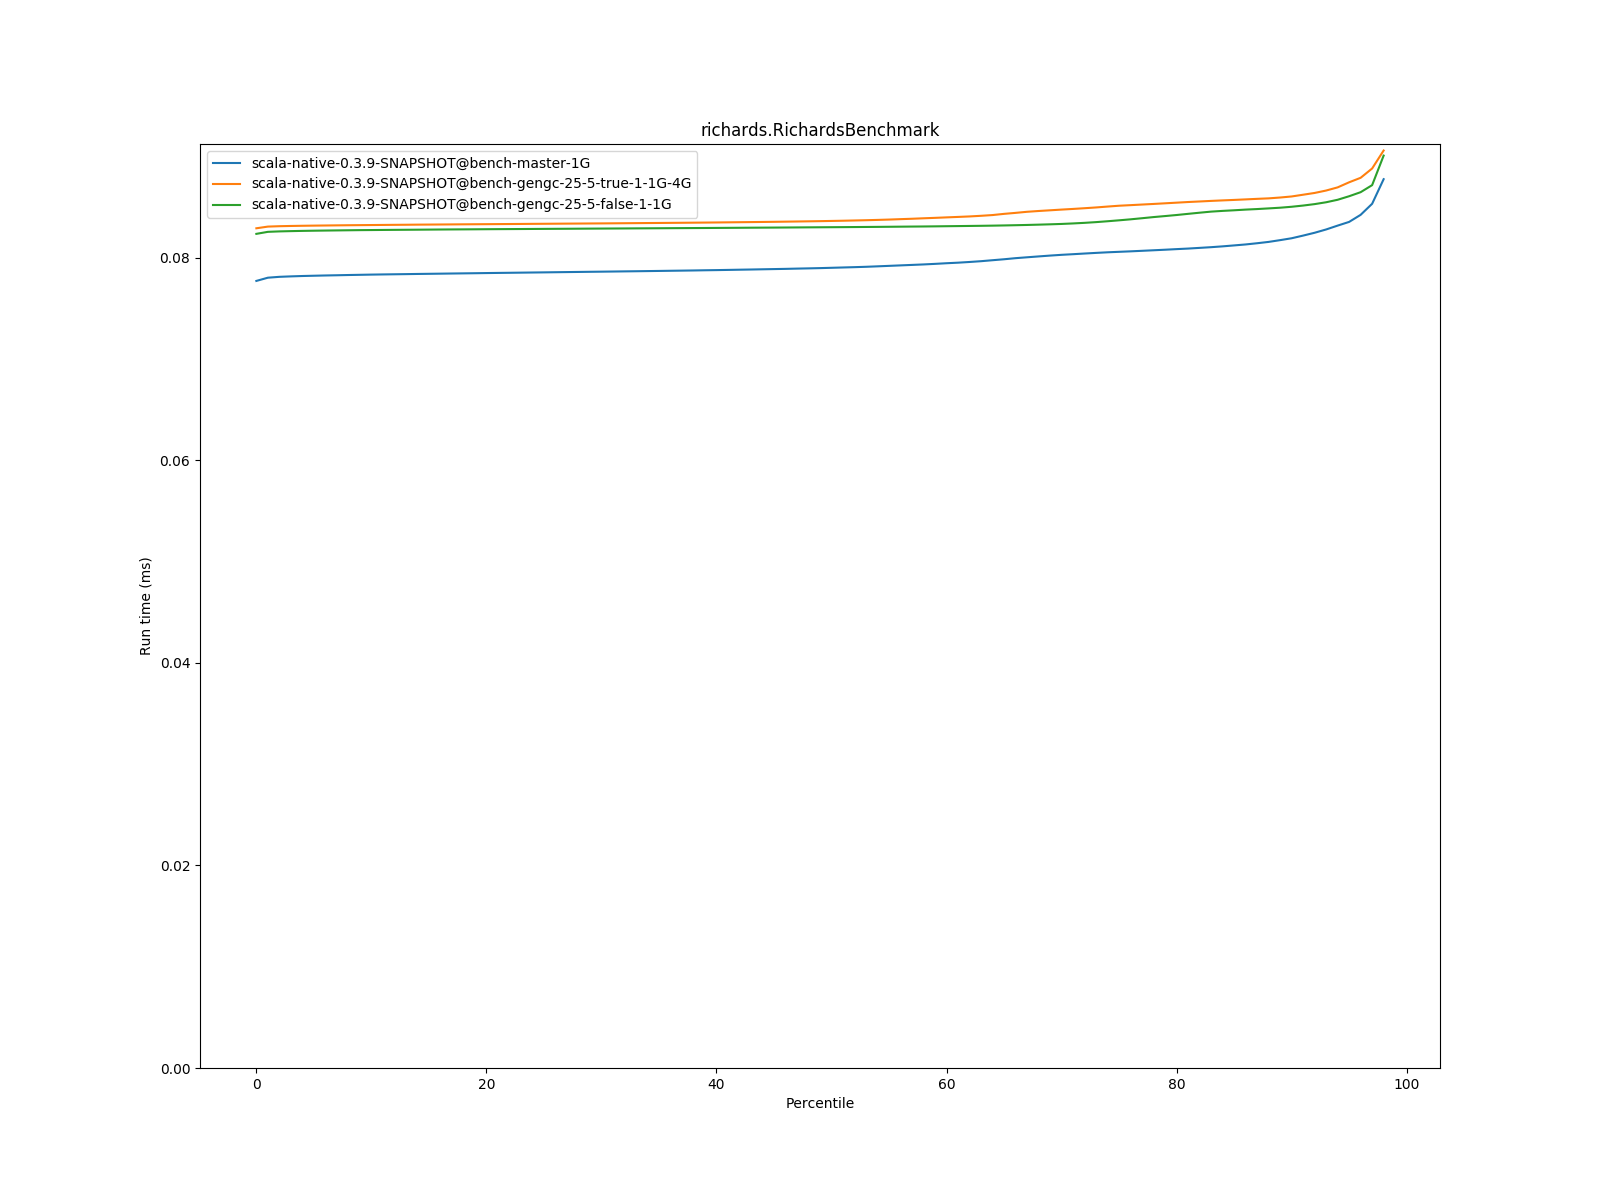 richards.RichardsBenchmark
scala-native-0.3.9-SNAPSHOT@bench-master-1G
scala-native-0.3.9-SNAPSHOT@bench-gengc-25-5-true-1-1G-4G
scala-native-0.3.9-SNAPSHOT@bench-gengc-25-5-false-1-1G
0.08
0.06
0.04
0.02
0.00
Run time (ms)
0 20 40 60 80 100
Percentile